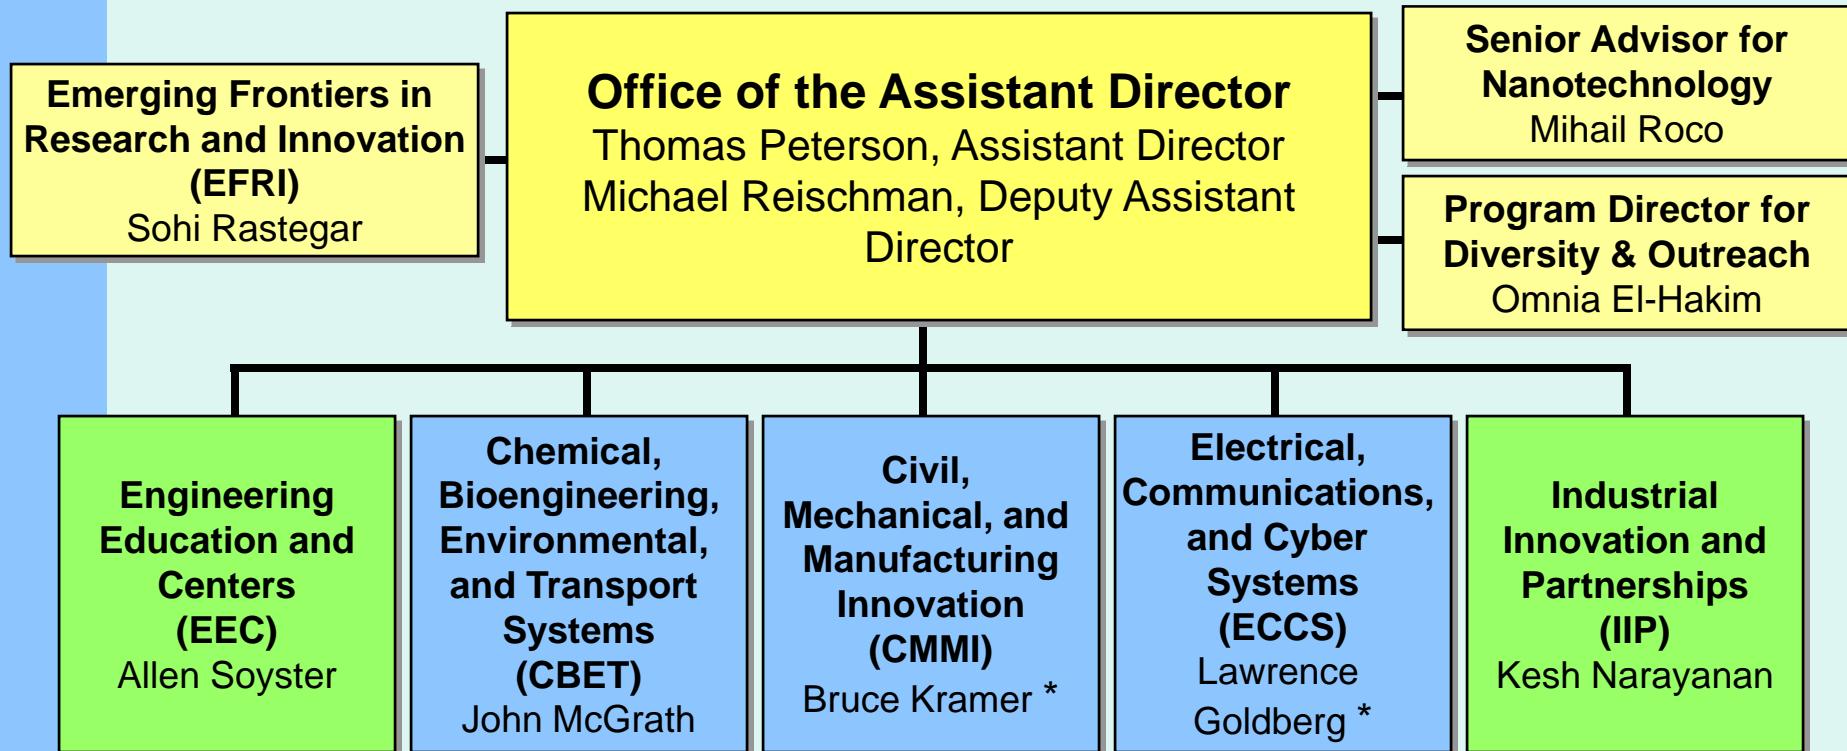 Office of the Assistant Director
Thomas Peterson, Assistant Director
Michael Reischman, Deputy Assistant
Director
Emerging Frontiers in
Research and Innovation
(EFRI)
Sohi Rastegar
Senior Advisor for
Nanotechnology
Mihail Roco
Program Director for
Diversity & Outreach
Omnia El-Hakim
Engineering
Education and
Centers
(EEC)
Allen Soyster
Chemical,
Bioengineering,
Environmental,
and Transport
Systems
(CBET)
John McGrath
Civil,
Mechanical, and
Manufacturing
Innovation
(CMMI)
Bruce Kramer *
Electrical,
Communications,
and Cyber
Systems
(ECCS)
Lawrence
Goldberg *
Industrial
Innovation and
Partnerships
(IIP)
Kesh Narayanan